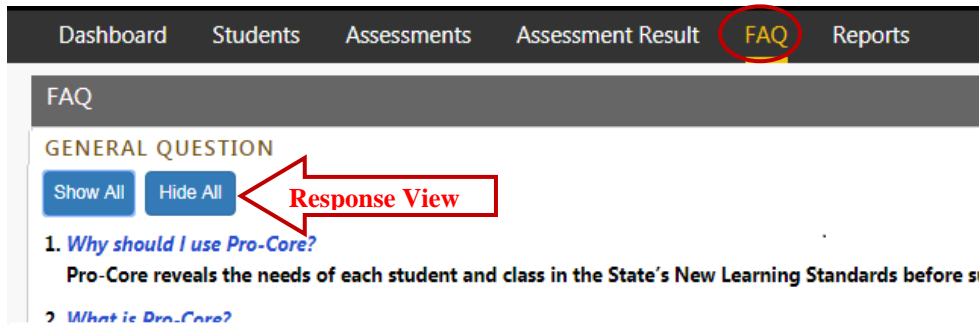 Dashboard Students Assessments Assessment Result FAQ Reports
FAQ
GENERAL QUESTION
Show All Hide All Response View
1. Why should I use Pro-Core?
Pro-Core reveals the needs of each student and class in the State's New Learning Standards before
2. What is Pro-Core?